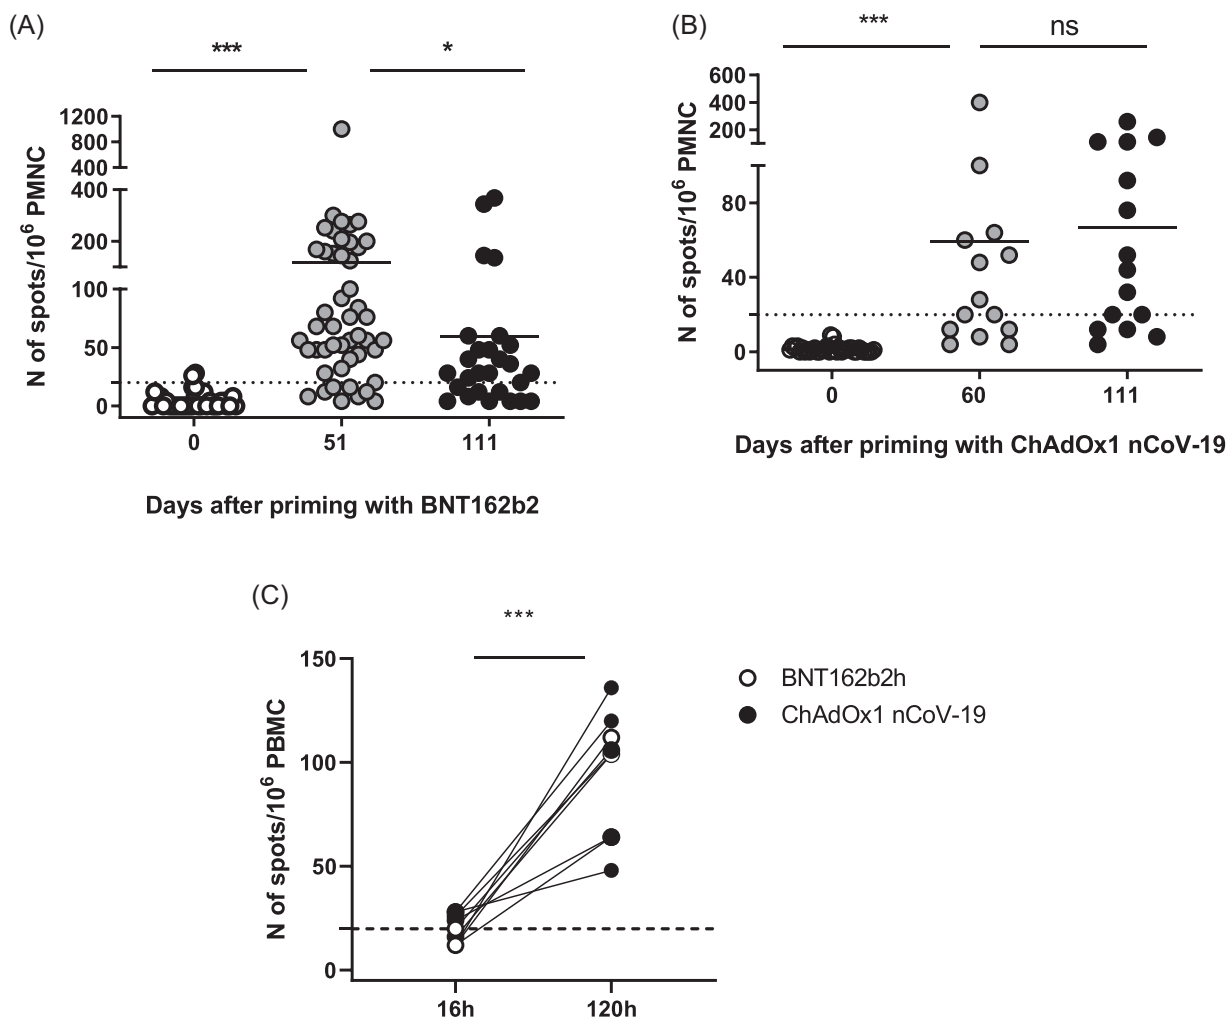 (A)
*** *
N of spots/10⁶ PMNC
1200
800
400
400
200
100
50
0
0 51 111
Days after priming with BNT162b2
(B)
*** ns
N of spots/10⁶ PMNC
600
400
200
80
40
0
0 60 111
Days after priming with ChAdOx1 nCoV-19
(C)
***
N of spots/10⁶ PBMC
150
100
50
0
16h 120h
BNT162b2h
ChAdOx1 nCoV-19